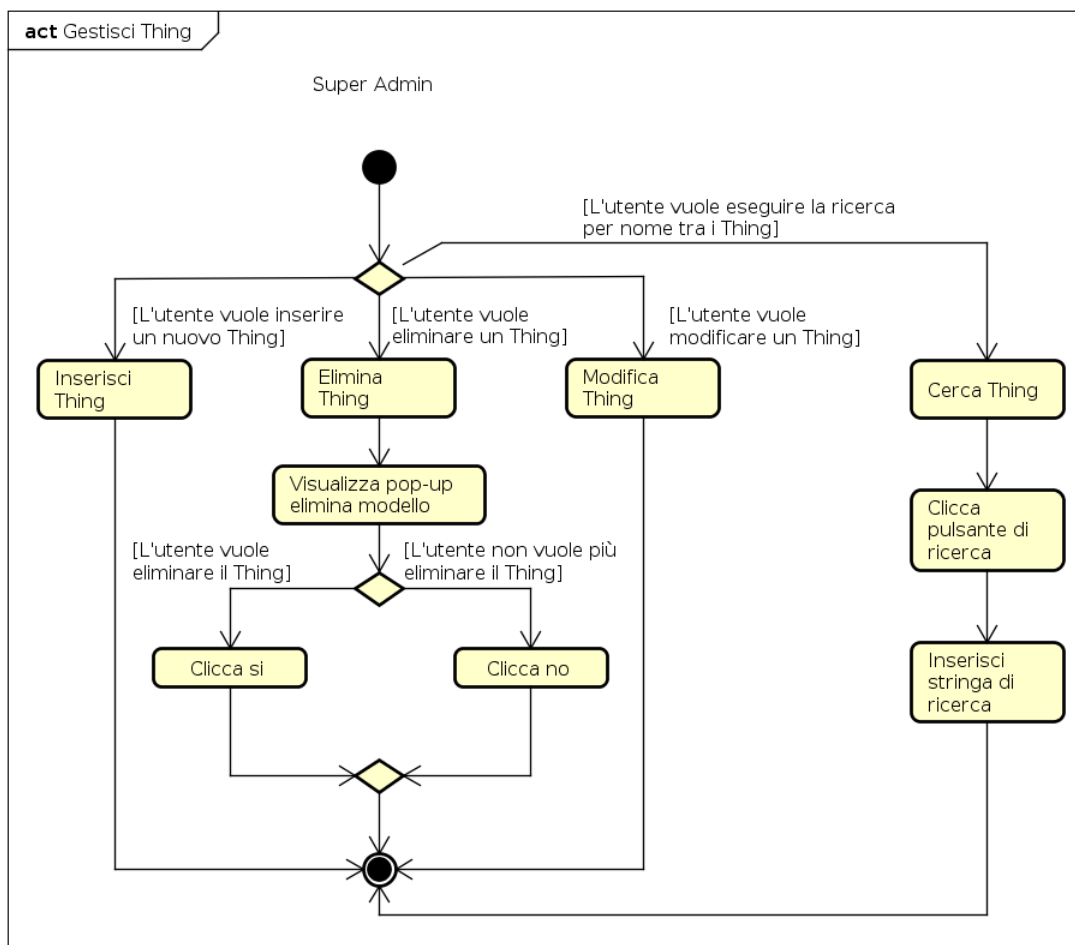 act Gestisci Thing
Super Admin
[L'utente vuole eseguire la ricerca
per nome tra i Thing]
[L'utente vuole inserire
un nuovo Thing]
[L'utente vuole
eliminare un Thing]
[L'utente vuole
modificare un Thing]
Inserisci
Thing
Elimina
Thing
Modifica
Thing
Cerca Thing
Visualizza pop-up
elimina modello
Clicca
pulsante di
ricerca
[L'utente vuole
eliminare il Thing]
[L'utente non vuole più
eliminare il Thing]
Clicca si
Clicca no
Inserisci
stringa di
ricerca